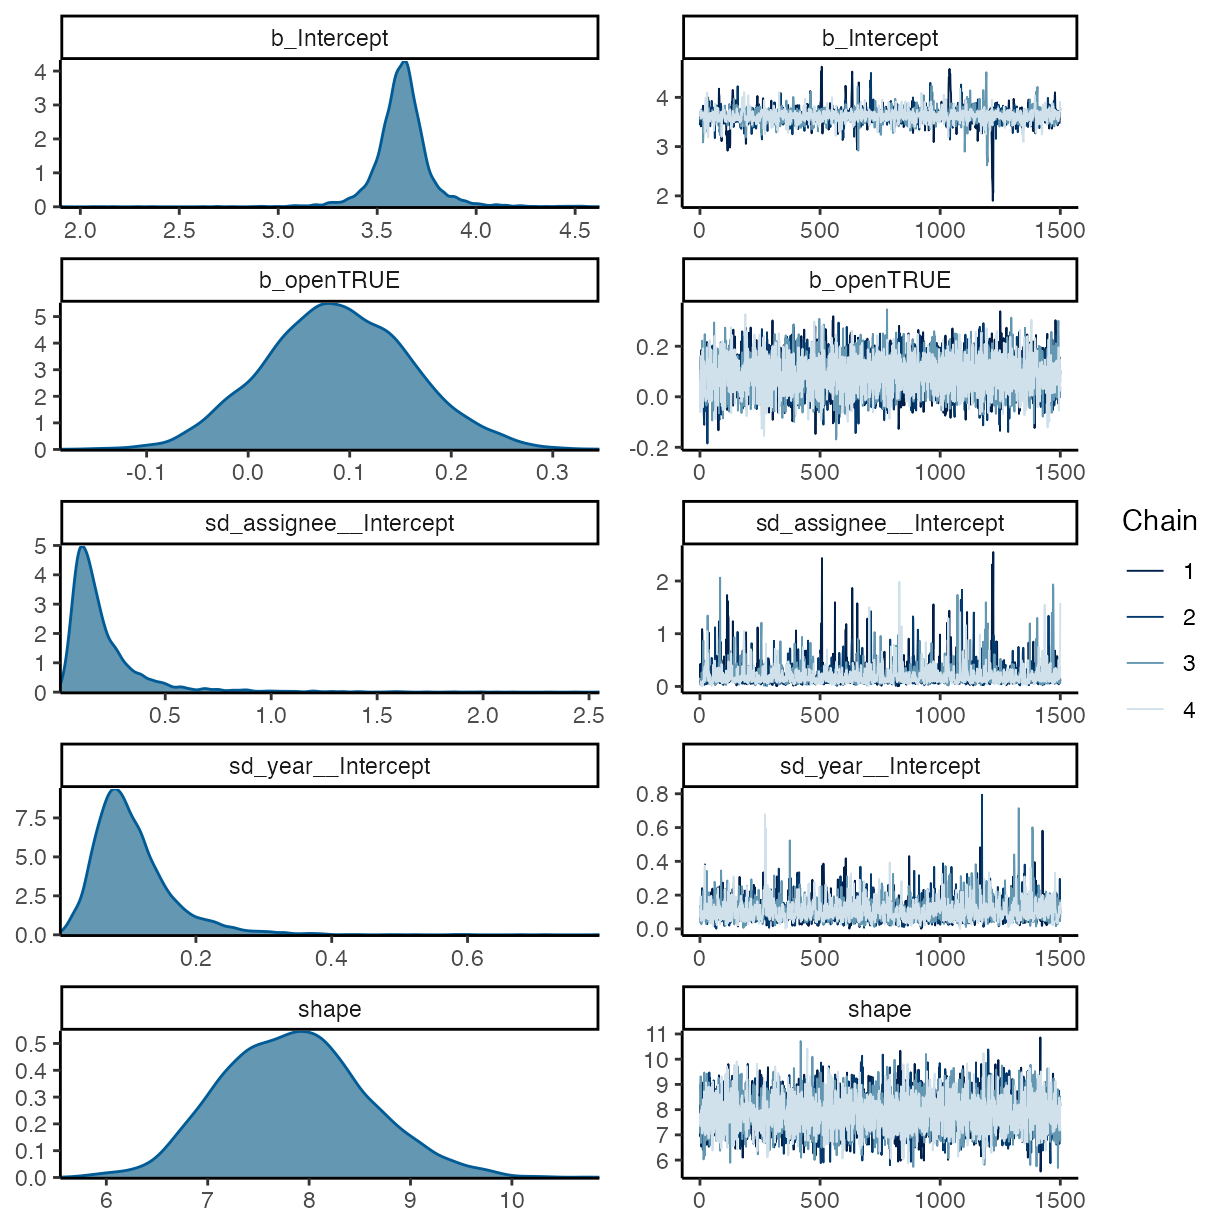 b_Intercept
4
3
2
1
0
2.0 2.5 3.0 3.5 4.0 4.5
b_Intercept
4
3
2
0 500 1000 1500
b_openTRUE
5
4
3
2
1
0
-0.1 0.0 0.1 0.2 0.3
b_openTRUE
0.2
0.0
-0.2
0 500 1000 1500
sd_assignee__Intercept
5
4
3
2
1
0
0.5 1.0 1.5 2.0 2.5
sd_assignee__Intercept
2
1
0
0 500 1000 1500
sd_year__Intercept
7.5
5.0
2.5
0.0
0.2 0.4 0.6
sd_year__Intercept
0.8
0.6
0.4
0.2
0.0
0 500 1000 1500
shape
0.5
0.4
0.3
0.2
0.1
0.0
6 7 8 9 10
shape
11
10
9
8
7
6
0 500 1000 1500
Chain
1
2
3
4